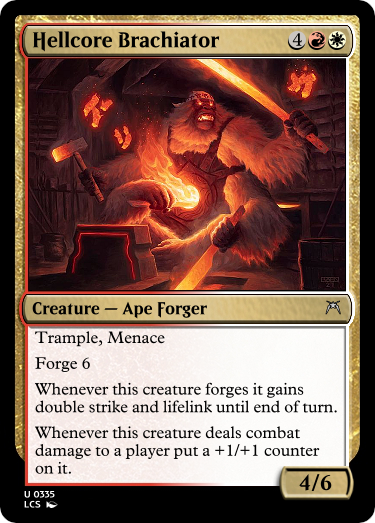 Hellcore Brachiator 4
Creature — Ape Forger
Trample, Menace
Forge 6
Whenever this creature forges it gains
double strike and lifelink until end of turn.
Whenever this creature deals combat
damage to a player put a +1/+1 counter
on it.
4/6
U 0335
LCS